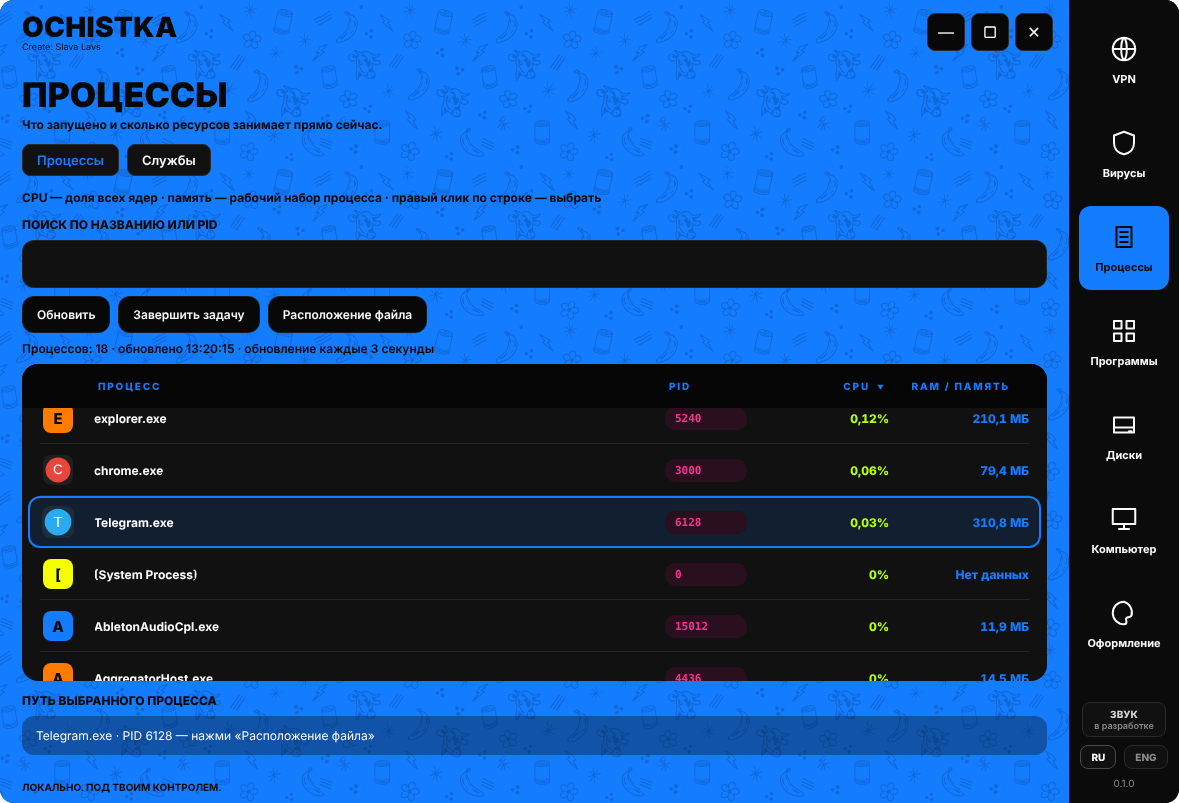 OCHISTKA
Create: Slava Lavs
ПРОЦЕССЫ
Что запущено и сколько ресурсов занимает прямо сейчас.
Процессы Службы
CPU — доля всех ядер · память — рабочий набор процесса · правый клик по строке — выбрать
ПОИСК ПО НАЗВАНИЮ ИЛИ PID
Обновить Завершить задачу Расположение файла
Процессов: 18 · обновлено 13:20:15 · обновление каждые 3 секунды
ПРОЦЕСС PID CPU ▼ RAM / ПАМЯТЬ
E explorer.exe 5240 0,12% 210,1 МБ
C chrome.exe 3000 0,06% 79,4 МБ
T Telegram.exe 6128 0,03% 310,8 МБ
[ (System Process) 0 0% Нет данных
A AbletonAudioCpl.exe 15012 0% 11,9 МБ
A AggregatorHost.exe 4436 0% 14,5 МБ
ПУТЬ ВЫБРАННОГО ПРОЦЕССА
Telegram.exe · PID 6128 — нажми «Расположение файла»
ЛОКАЛЬНО. ПОД ТВОИМ КОНТРОЛЕМ.
VPN
Вирусы
Процессы
Программы
Диски
Компьютер
Оформление
ЗВУК
в разработке
RU ENG
0.1.0